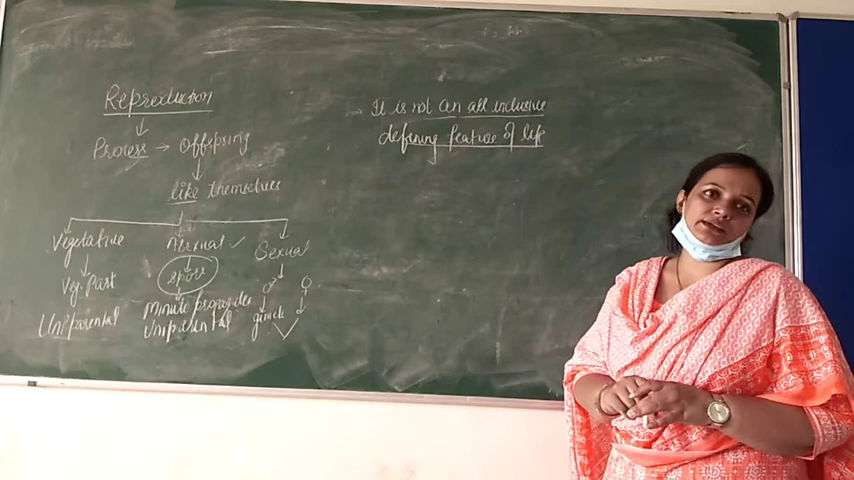 Reproduction
Process → Offspring
like themselves
Vegetative Asexual ✓ Sexual
Veg. Part spore ♂ ♀
Minute propagules gamete
Uniparental Uniparental
It is not an all inclusive
defining feature of life